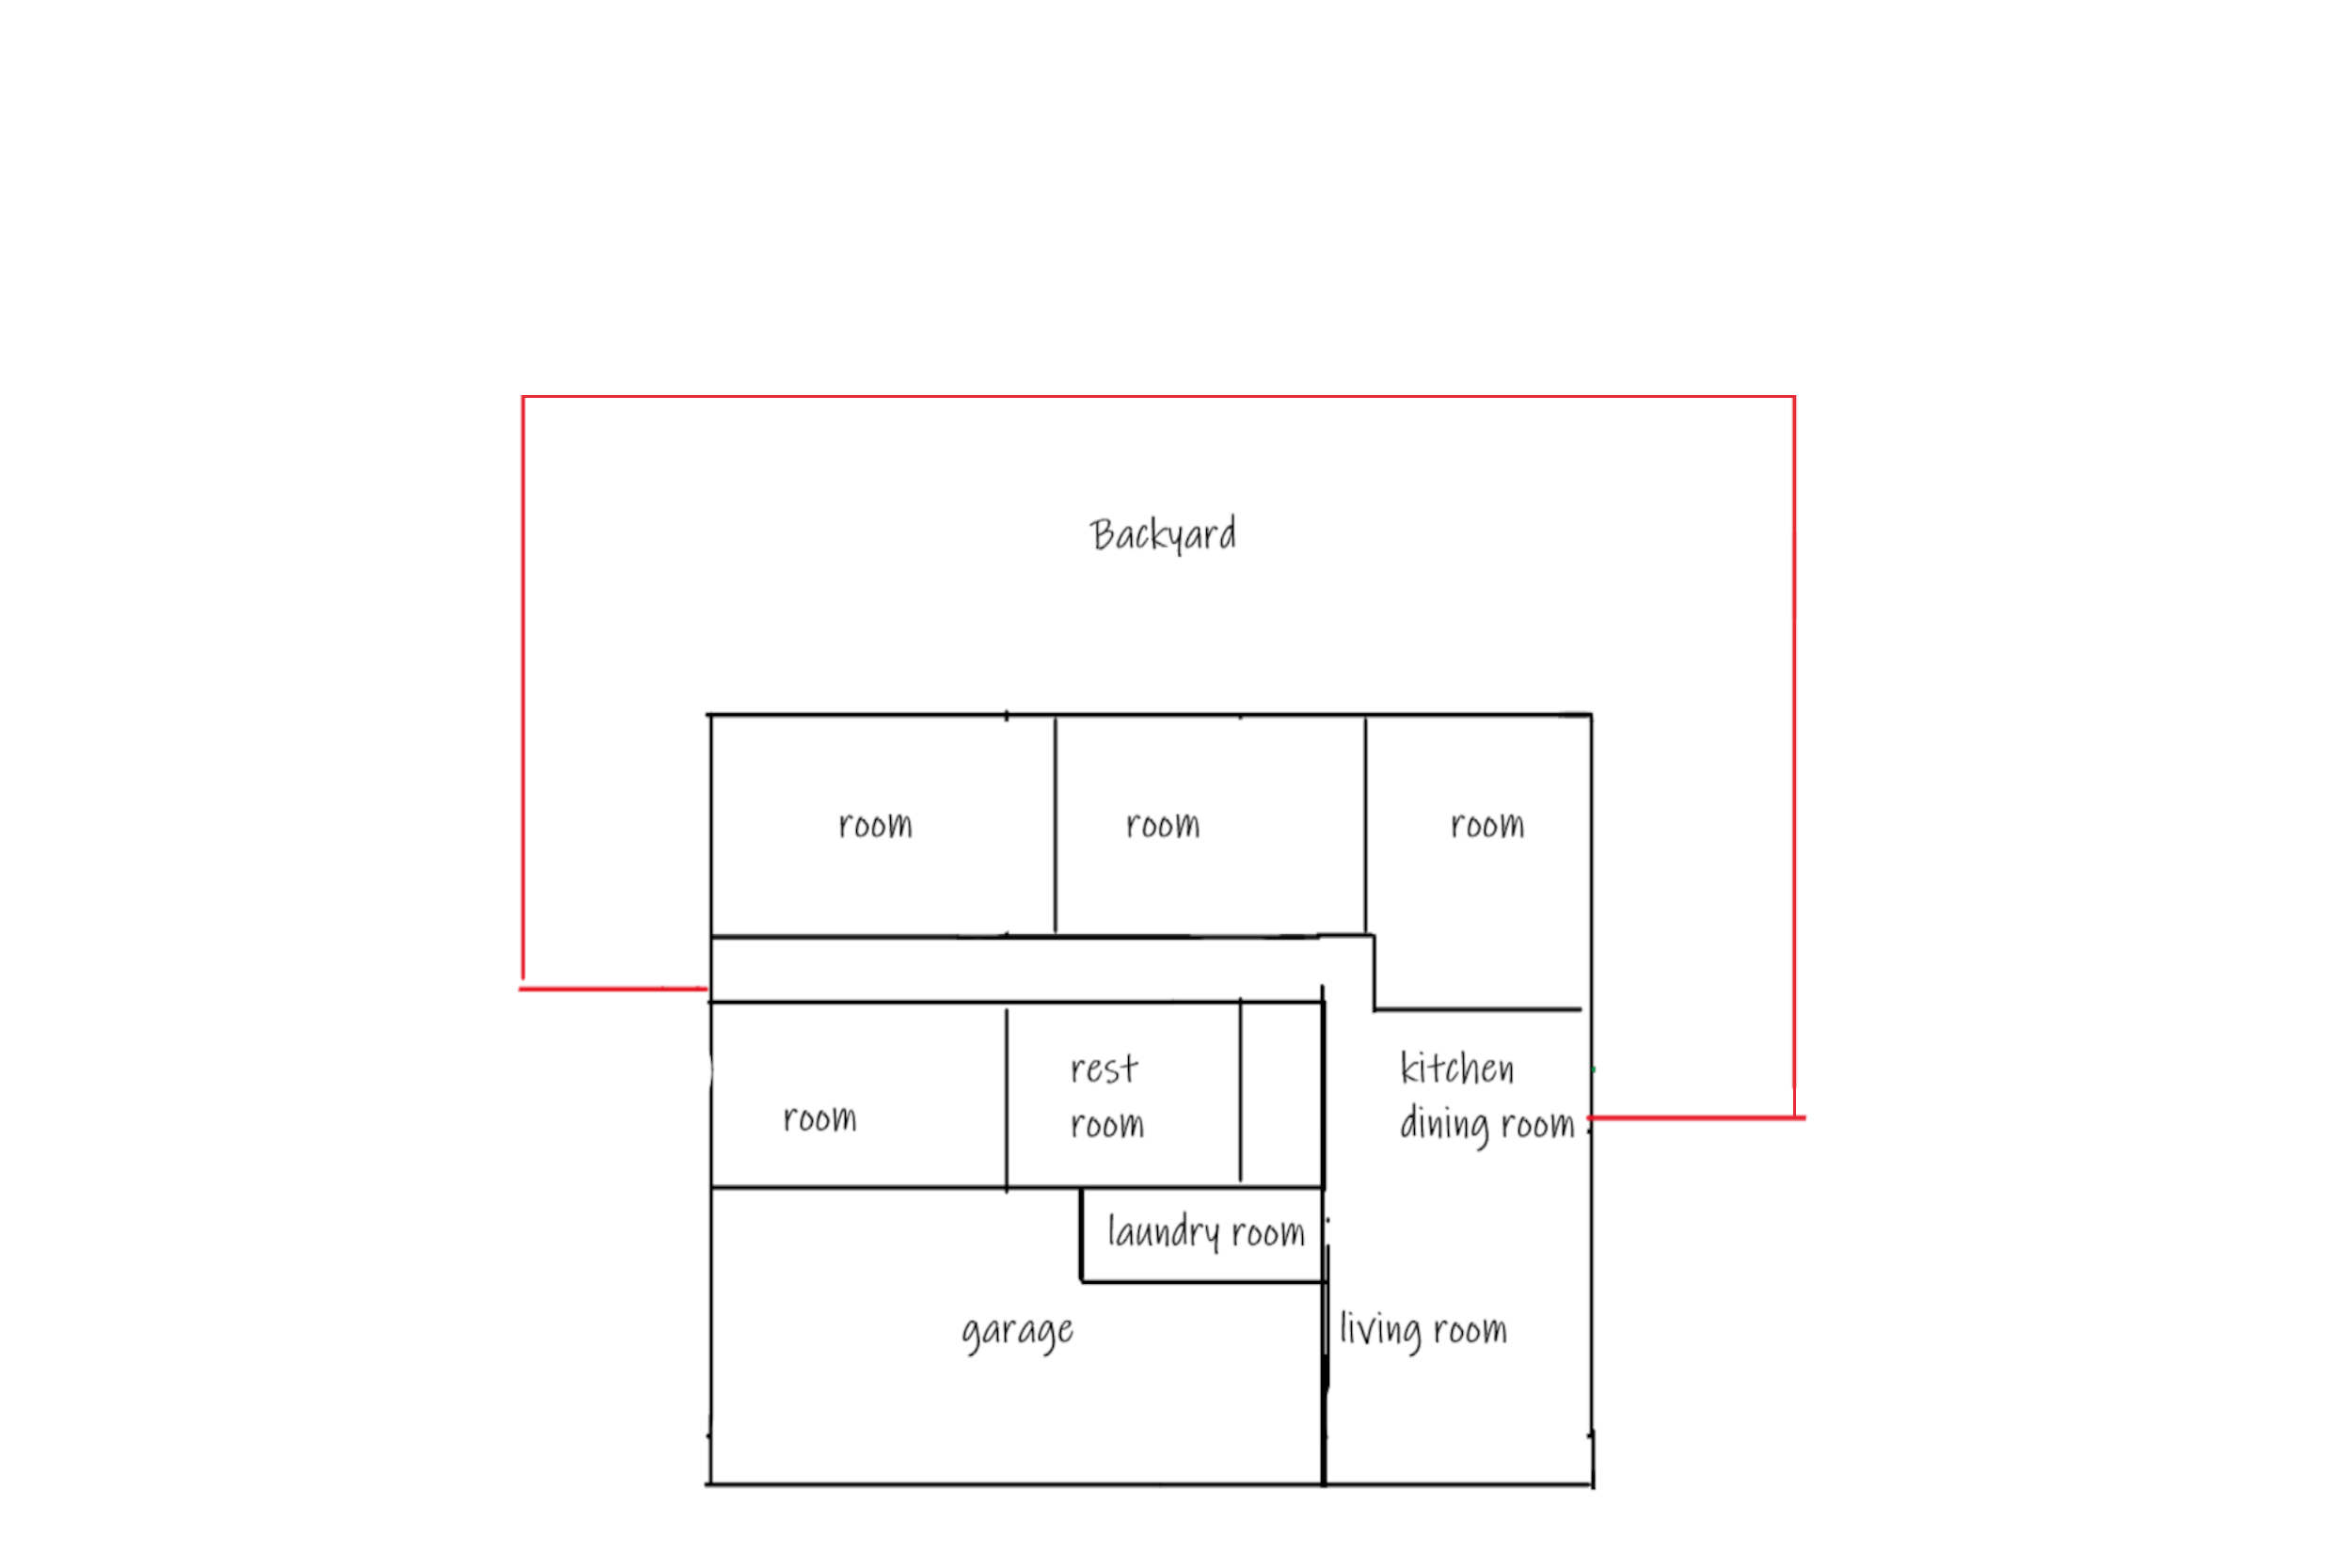 Backyard
room
room
room
rest
room
room
kitchen
dining room
laundry room
garage
living room